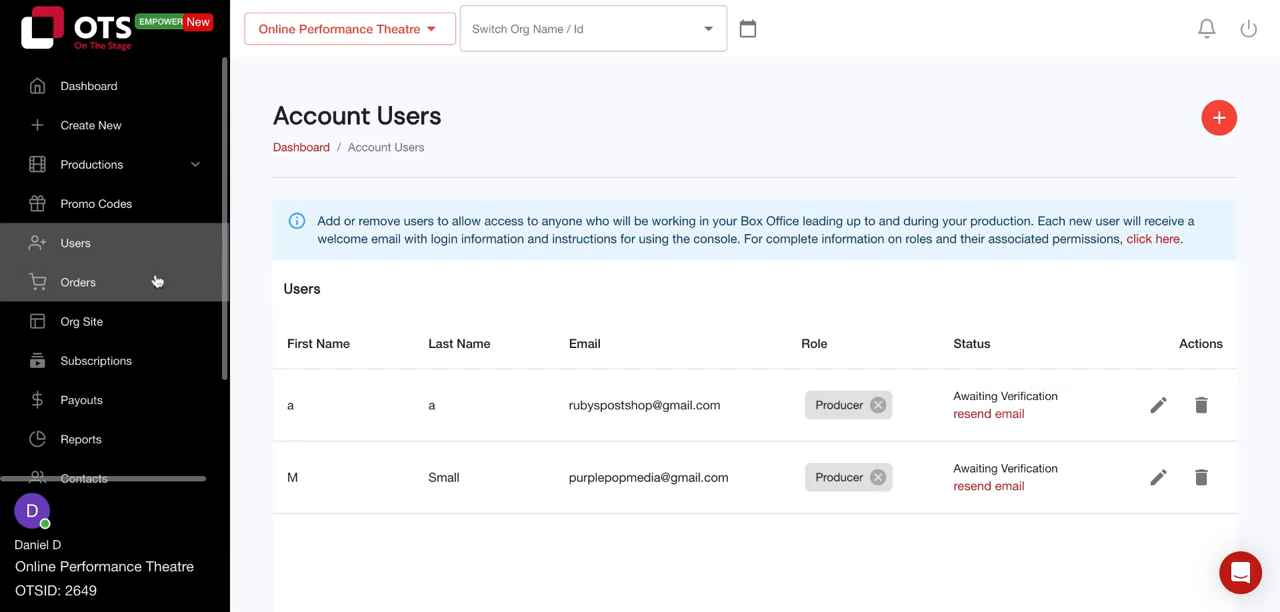 OTS
On The Stage
EMPOWER New
Dashboard
Create New
Productions
Promo Codes
Users
Orders
Org Site
Subscriptions
Payouts
Reports
Contacts
D
Daniel D
Online Performance Theatre
OTSID: 2649
Online Performance Theatre
Switch Org Name / Id
Account Users
Dashboard / Account Users
Add or remove users to allow access to anyone who will be working in your Box Office leading up to and during your production. Each new user will receive a
welcome email with login information and instructions for using the console. For complete information on roles and their associated permissions, click here.
Users
First Name Last Name Email Role Status Actions
a a rubyspostshop@gmail.com Producer Awaiting Verification
resend email
M Small purplepopmedia@gmail.com Producer Awaiting Verification
resend email